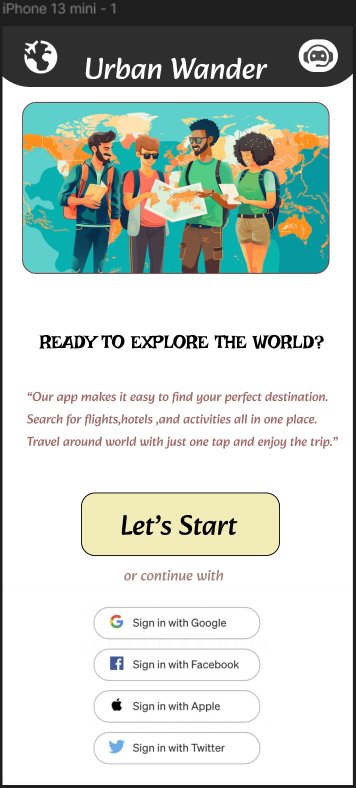 iPhone 13 mini - 1
Urban Wander
READY TO EXPLORE THE WORLD?
“Our app makes it easy to find your perfect destination.
Search for flights,hotels ,and activities all in one place.
Travel around world with just one tap and enjoy the trip.”
Let’s Start
or continue with
Sign in with Google
Sign in with Facebook
Sign in with Apple
Sign in with Twitter